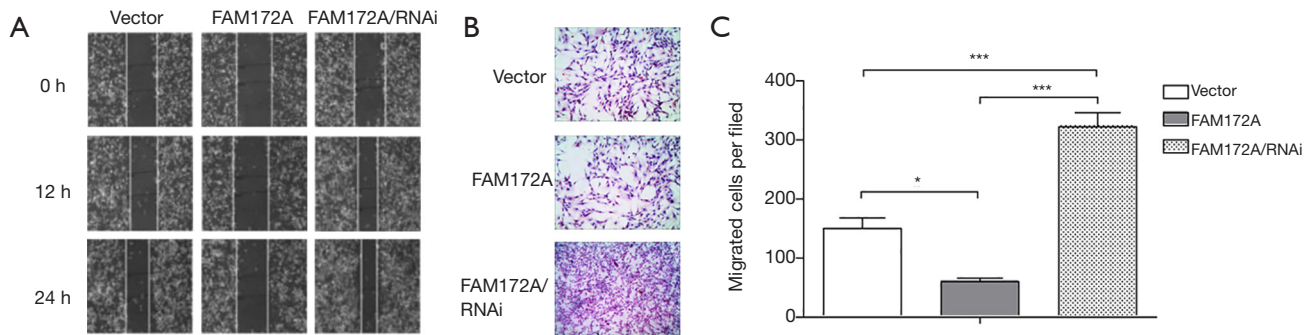 A
Vector FAM172A FAM172A/RNAi
0 h
12 h
24 h
B
Vector
FAM172A
FAM172A/
RNAi
C
Migrated cells per filed
400
300
200
100
0
*
***
***
Vector
FAM172A
FAM172A/RNAi